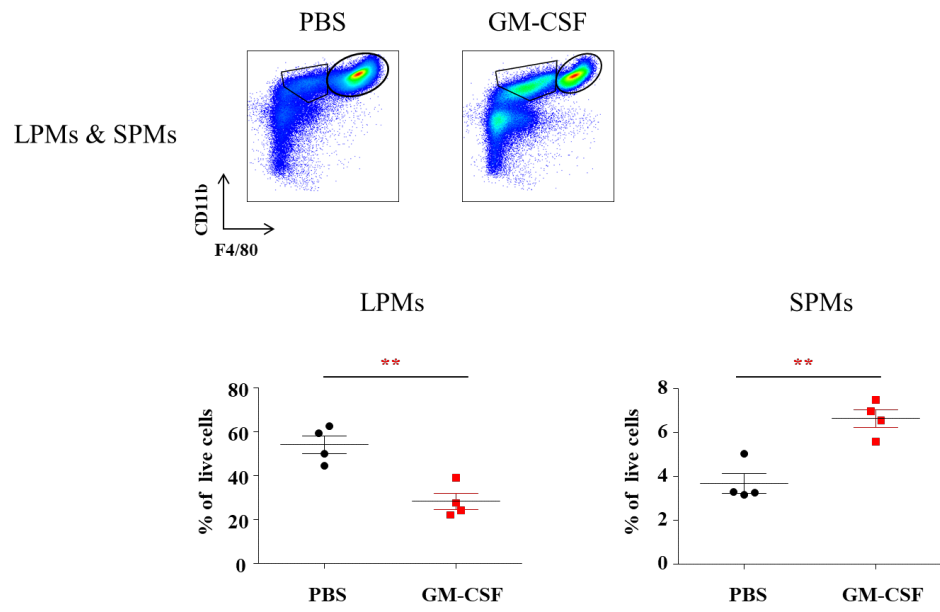 PBS GM-CSF
LPMs & SPMs
CD11b
F4/80
LPMs SPMs
** **
% of live cells
80
60
40
20
0
PBS GM-CSF
% of live cells
8
6
4
2
0
PBS GM-CSF